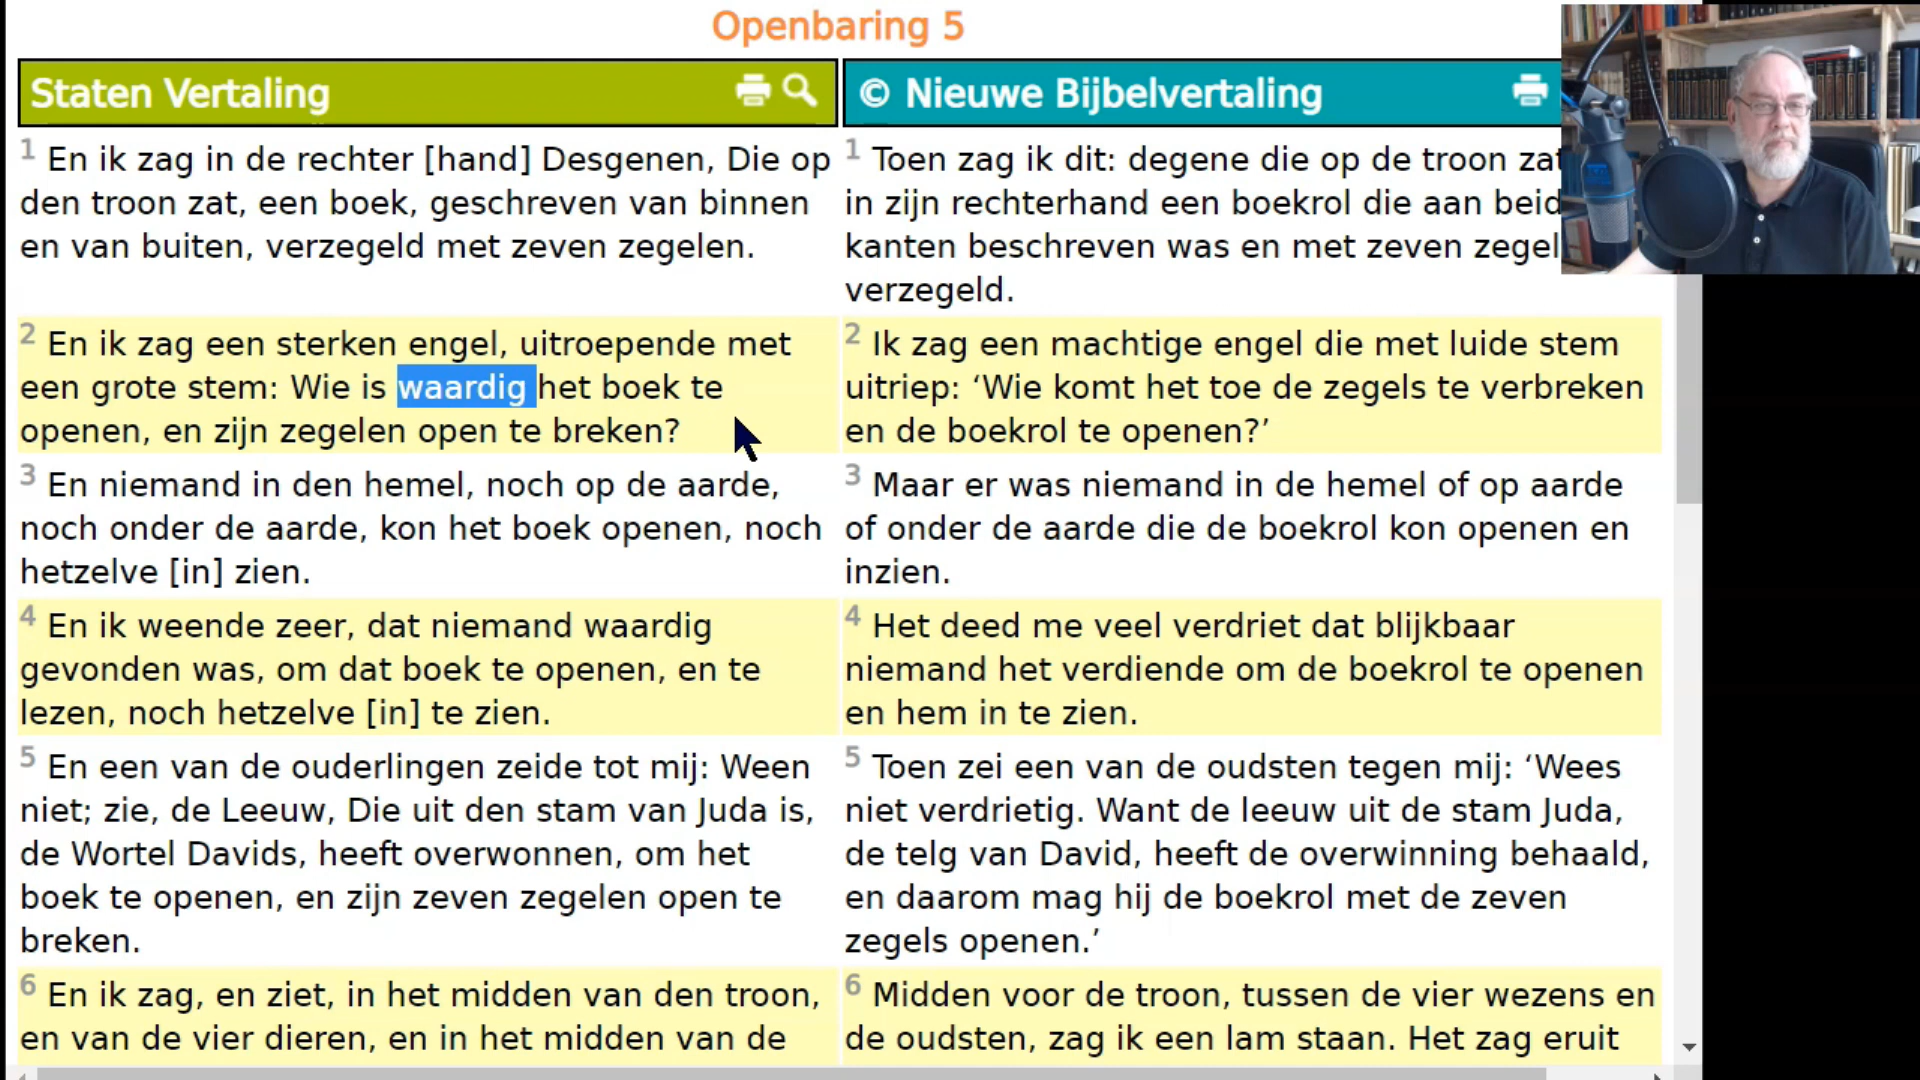 Openbaring 5
Staten Vertaling
1 En ik zag in de rechter [hand] Desgenen, Die op
den troon zat, een boek, geschreven van binnen
en van buiten, verzegeld met zeven zegelen.
2 En ik zag een sterken engel, uitroepende met
een grote stem: Wie is waardig het boek te
openen, en zijn zegelen open te breken?
3 En niemand in den hemel, noch op de aarde,
noch onder de aarde, kon het boek openen, noch
hetzelve [in] zien.
4 En ik weende zeer, dat niemand waardig
gevonden was, om dat boek te openen, en te
lezen, noch hetzelve [in] te zien.
5 En een van de ouderlingen zeide tot mij: Ween
niet; zie, de Leeuw, Die uit den stam van Juda is,
de Wortel Davids, heeft overwonnen, om het
boek te openen, en zijn zeven zegelen open te
breken.
6 En ik zag, en ziet, in het midden van den troon,
en van de vier dieren, en in het midden van de
© Nieuwe Bijbelvertaling
1 Toen zag ik dit: degene die op de troon zat
in zijn rechterhand een boekrol die aan beid
kanten beschreven was en met zeven zegel
verzegeld.
2 Ik zag een machtige engel die met luide stem
uitriep: ‘Wie komt het toe de zegels te verbreken
en de boekrol te openen?’
3 Maar er was niemand in de hemel of op aarde
of onder de aarde die de boekrol kon openen en
inzien.
4 Het deed me veel verdriet dat blijkbaar
niemand het verdiende om de boekrol te openen
en hem in te zien.
5 Toen zei een van de oudsten tegen mij: ‘Wees
niet verdrietig. Want de leeuw uit de stam Juda,
de telg van David, heeft de overwinning behaald,
en daarom mag hij de boekrol met de zeven
zegels openen.’
6 Midden voor de troon, tussen de vier wezens en
de oudsten, zag ik een lam staan. Het zag eruit